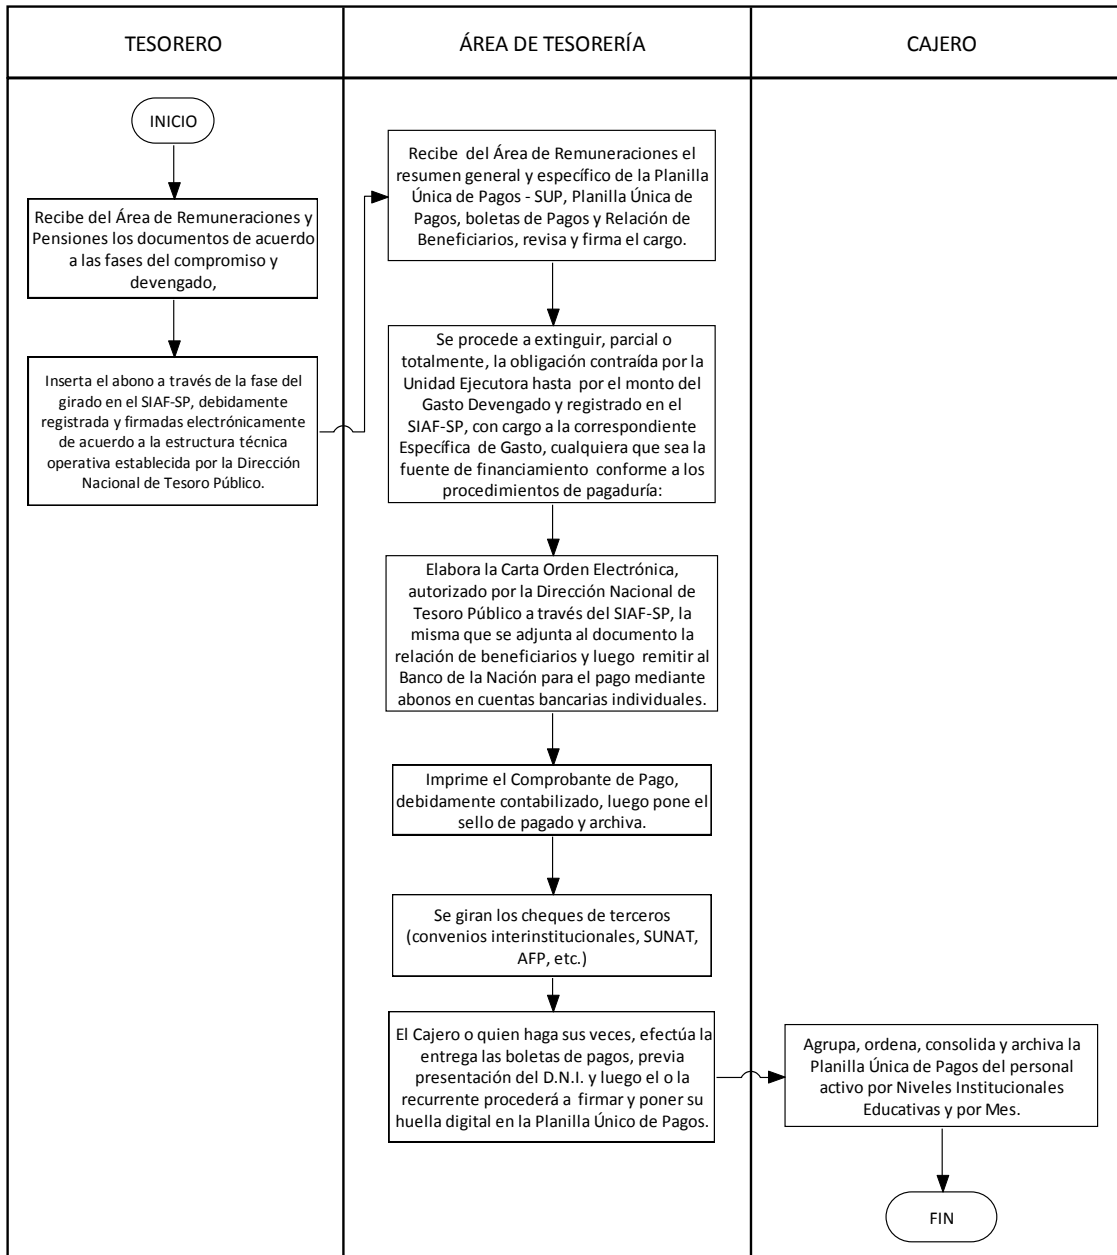 TESORERO
ÁREA DE TESORERÍA
CAJERO
INICIO
Recibe del Área de Remuneraciones y
Pensiones los documentos de acuerdo
a las fases del compromiso y
devengado,
Inserta el abono a través de la fase del
girado en el SIAF-SP, debidamente
registrada y firmadas electrónicamente
de acuerdo a la estructura técnica
operativa establecida por la Dirección
Nacional de Tesoro Público.
Recibe del Área de Remuneraciones el
resumen general y específico de la Planilla
Única de Pagos - SUP, Planilla Única de
Pagos, boletas de Pagos y Relación de
Beneficiarios, revisa y firma el cargo.
Se procede a extinguir, parcial o
totalmente, la obligación contraída por la
Unidad Ejecutora hasta por el monto del
Gasto Devengado y registrado en el
SIAF-SP, con cargo a la correspondiente
Específica de Gasto, cualquiera que sea la
fuente de financiamiento conforme a los
procedimientos de pagaduría:
Elabora la Carta Orden Electrónica,
autorizado por la Dirección Nacional de
Tesoro Público a través del SIAF-SP, la
misma que se adjunta al documento la
relación de beneficiarios y luego remitir al
Banco de la Nación para el pago mediante
abonos en cuentas bancarias individuales.
Imprime el Comprobante de Pago,
debidamente contabilizado, luego pone el
sello de pagado y archiva.
Se giran los cheques de terceros
(convenios interinstitucionales, SUNAT,
AFP, etc.)
El Cajero o quien haga sus veces, efectúa la
entrega las boletas de pagos, previa
presentación del D.N.I. y luego el o la
recurrente procederá a firmar y poner su
huella digital en la Planilla Único de Pagos.
Agrupa, ordena, consolida y archiva la
Planilla Única de Pagos del personal
activo por Niveles Institucionales
Educativas y por Mes.
FIN